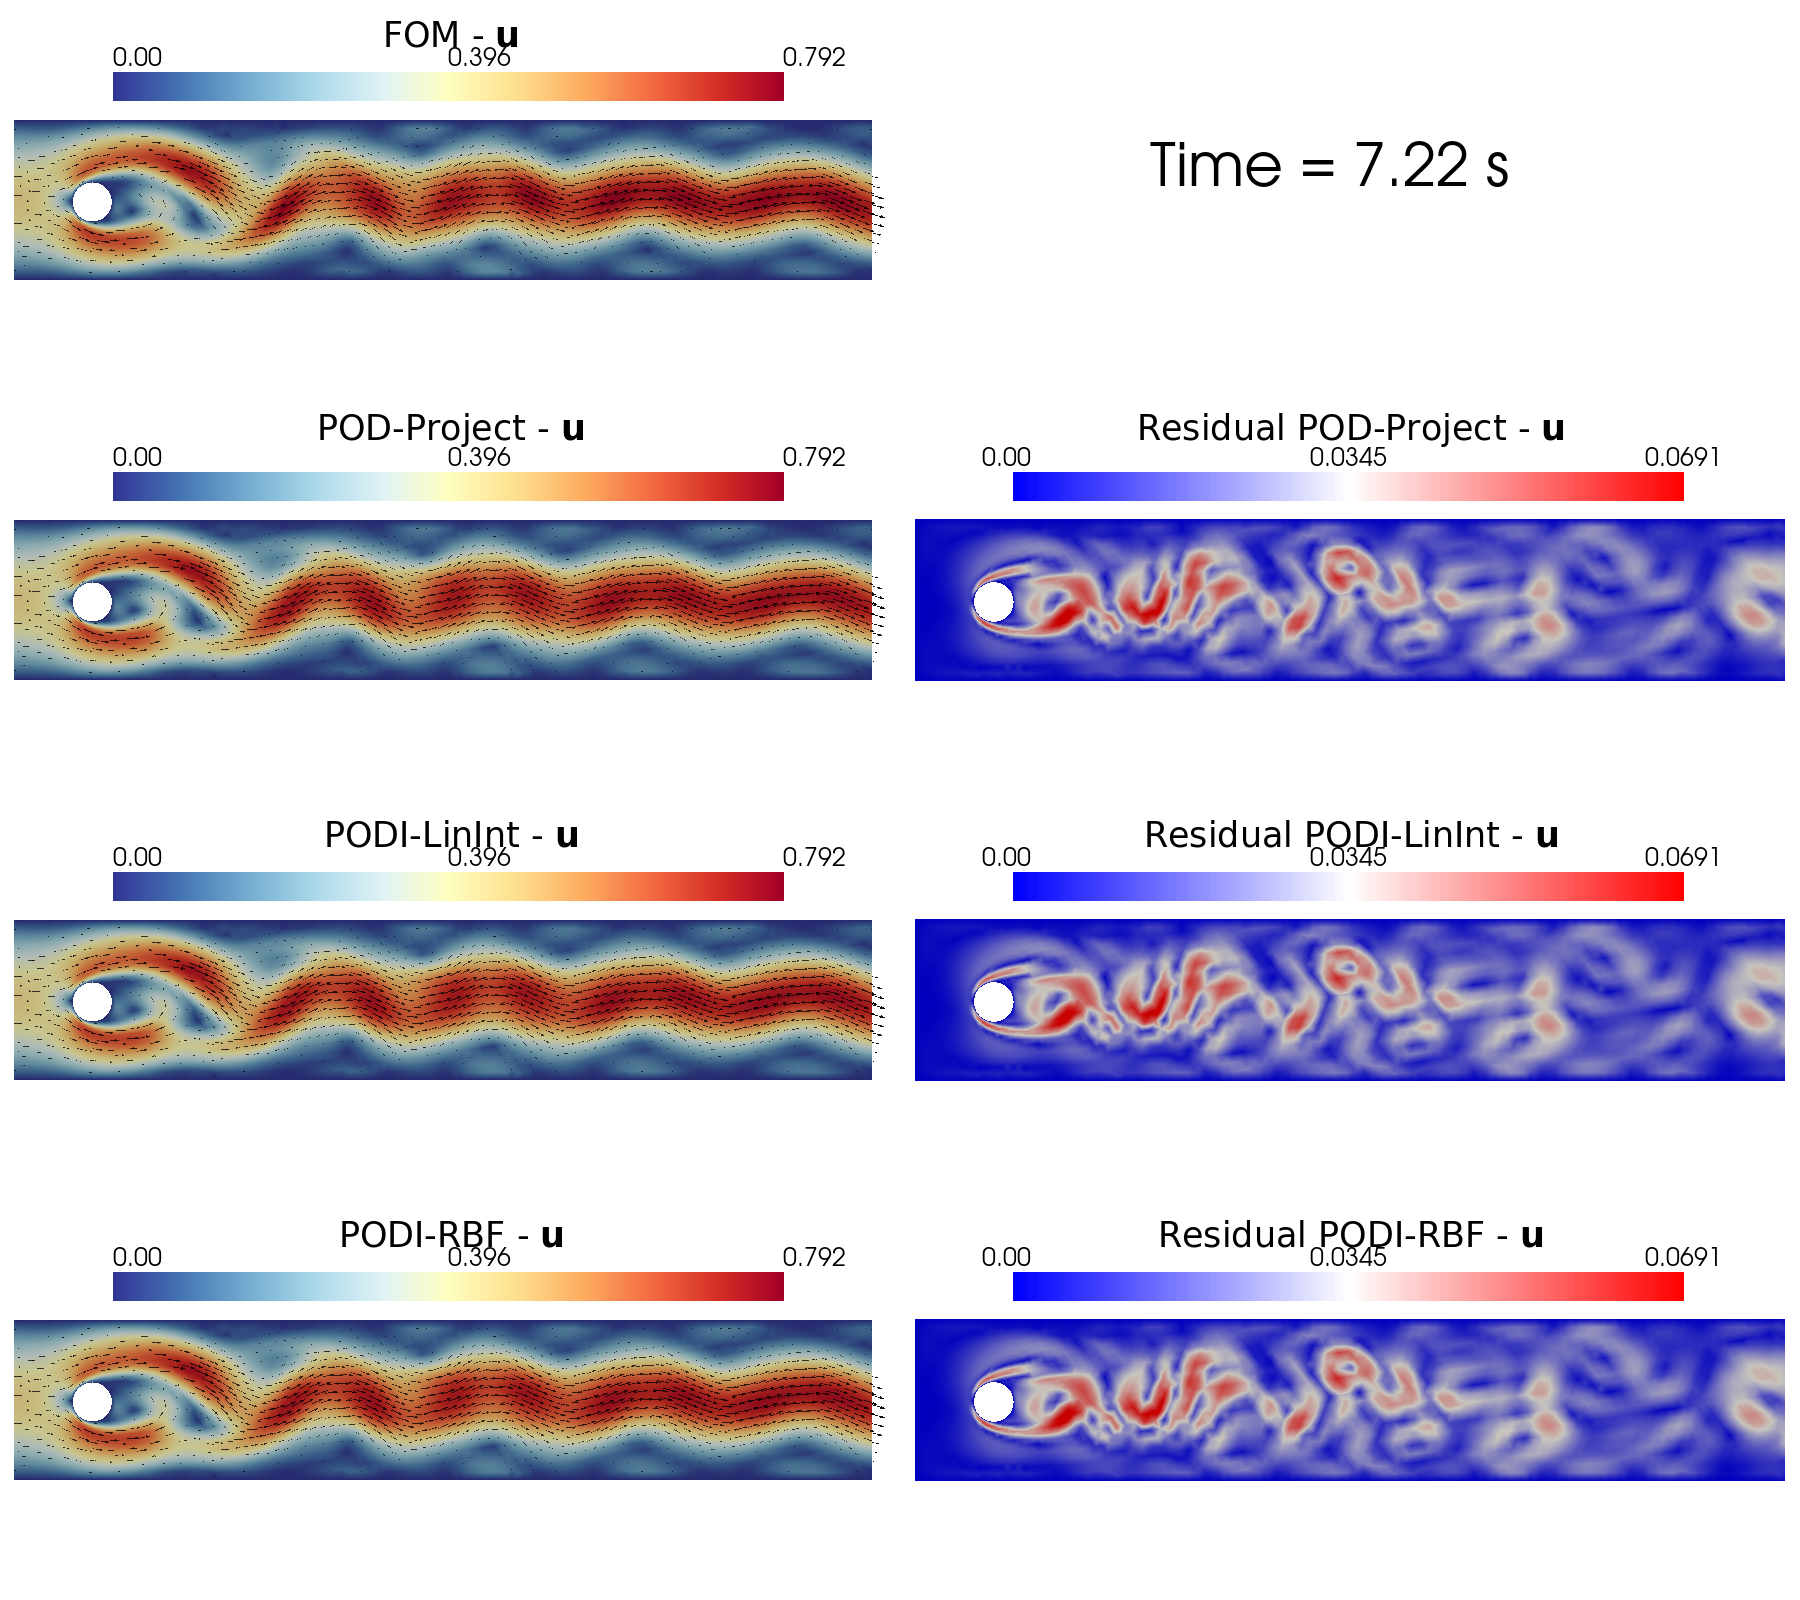 FOM - u
0.00 0.396 0.792
Time = 7.22 s
POD-Project - u
0.00 0.396 0.792
Residual POD-Project - u
0.00 0.0345 0.0691
PODI-LinInt - u
0.00 0.396 0.792
Residual PODI-LinInt - u
0.00 0.0345 0.0691
PODI-RBF - u
0.00 0.396 0.792
Residual PODI-RBF - u
0.00 0.0345 0.0691